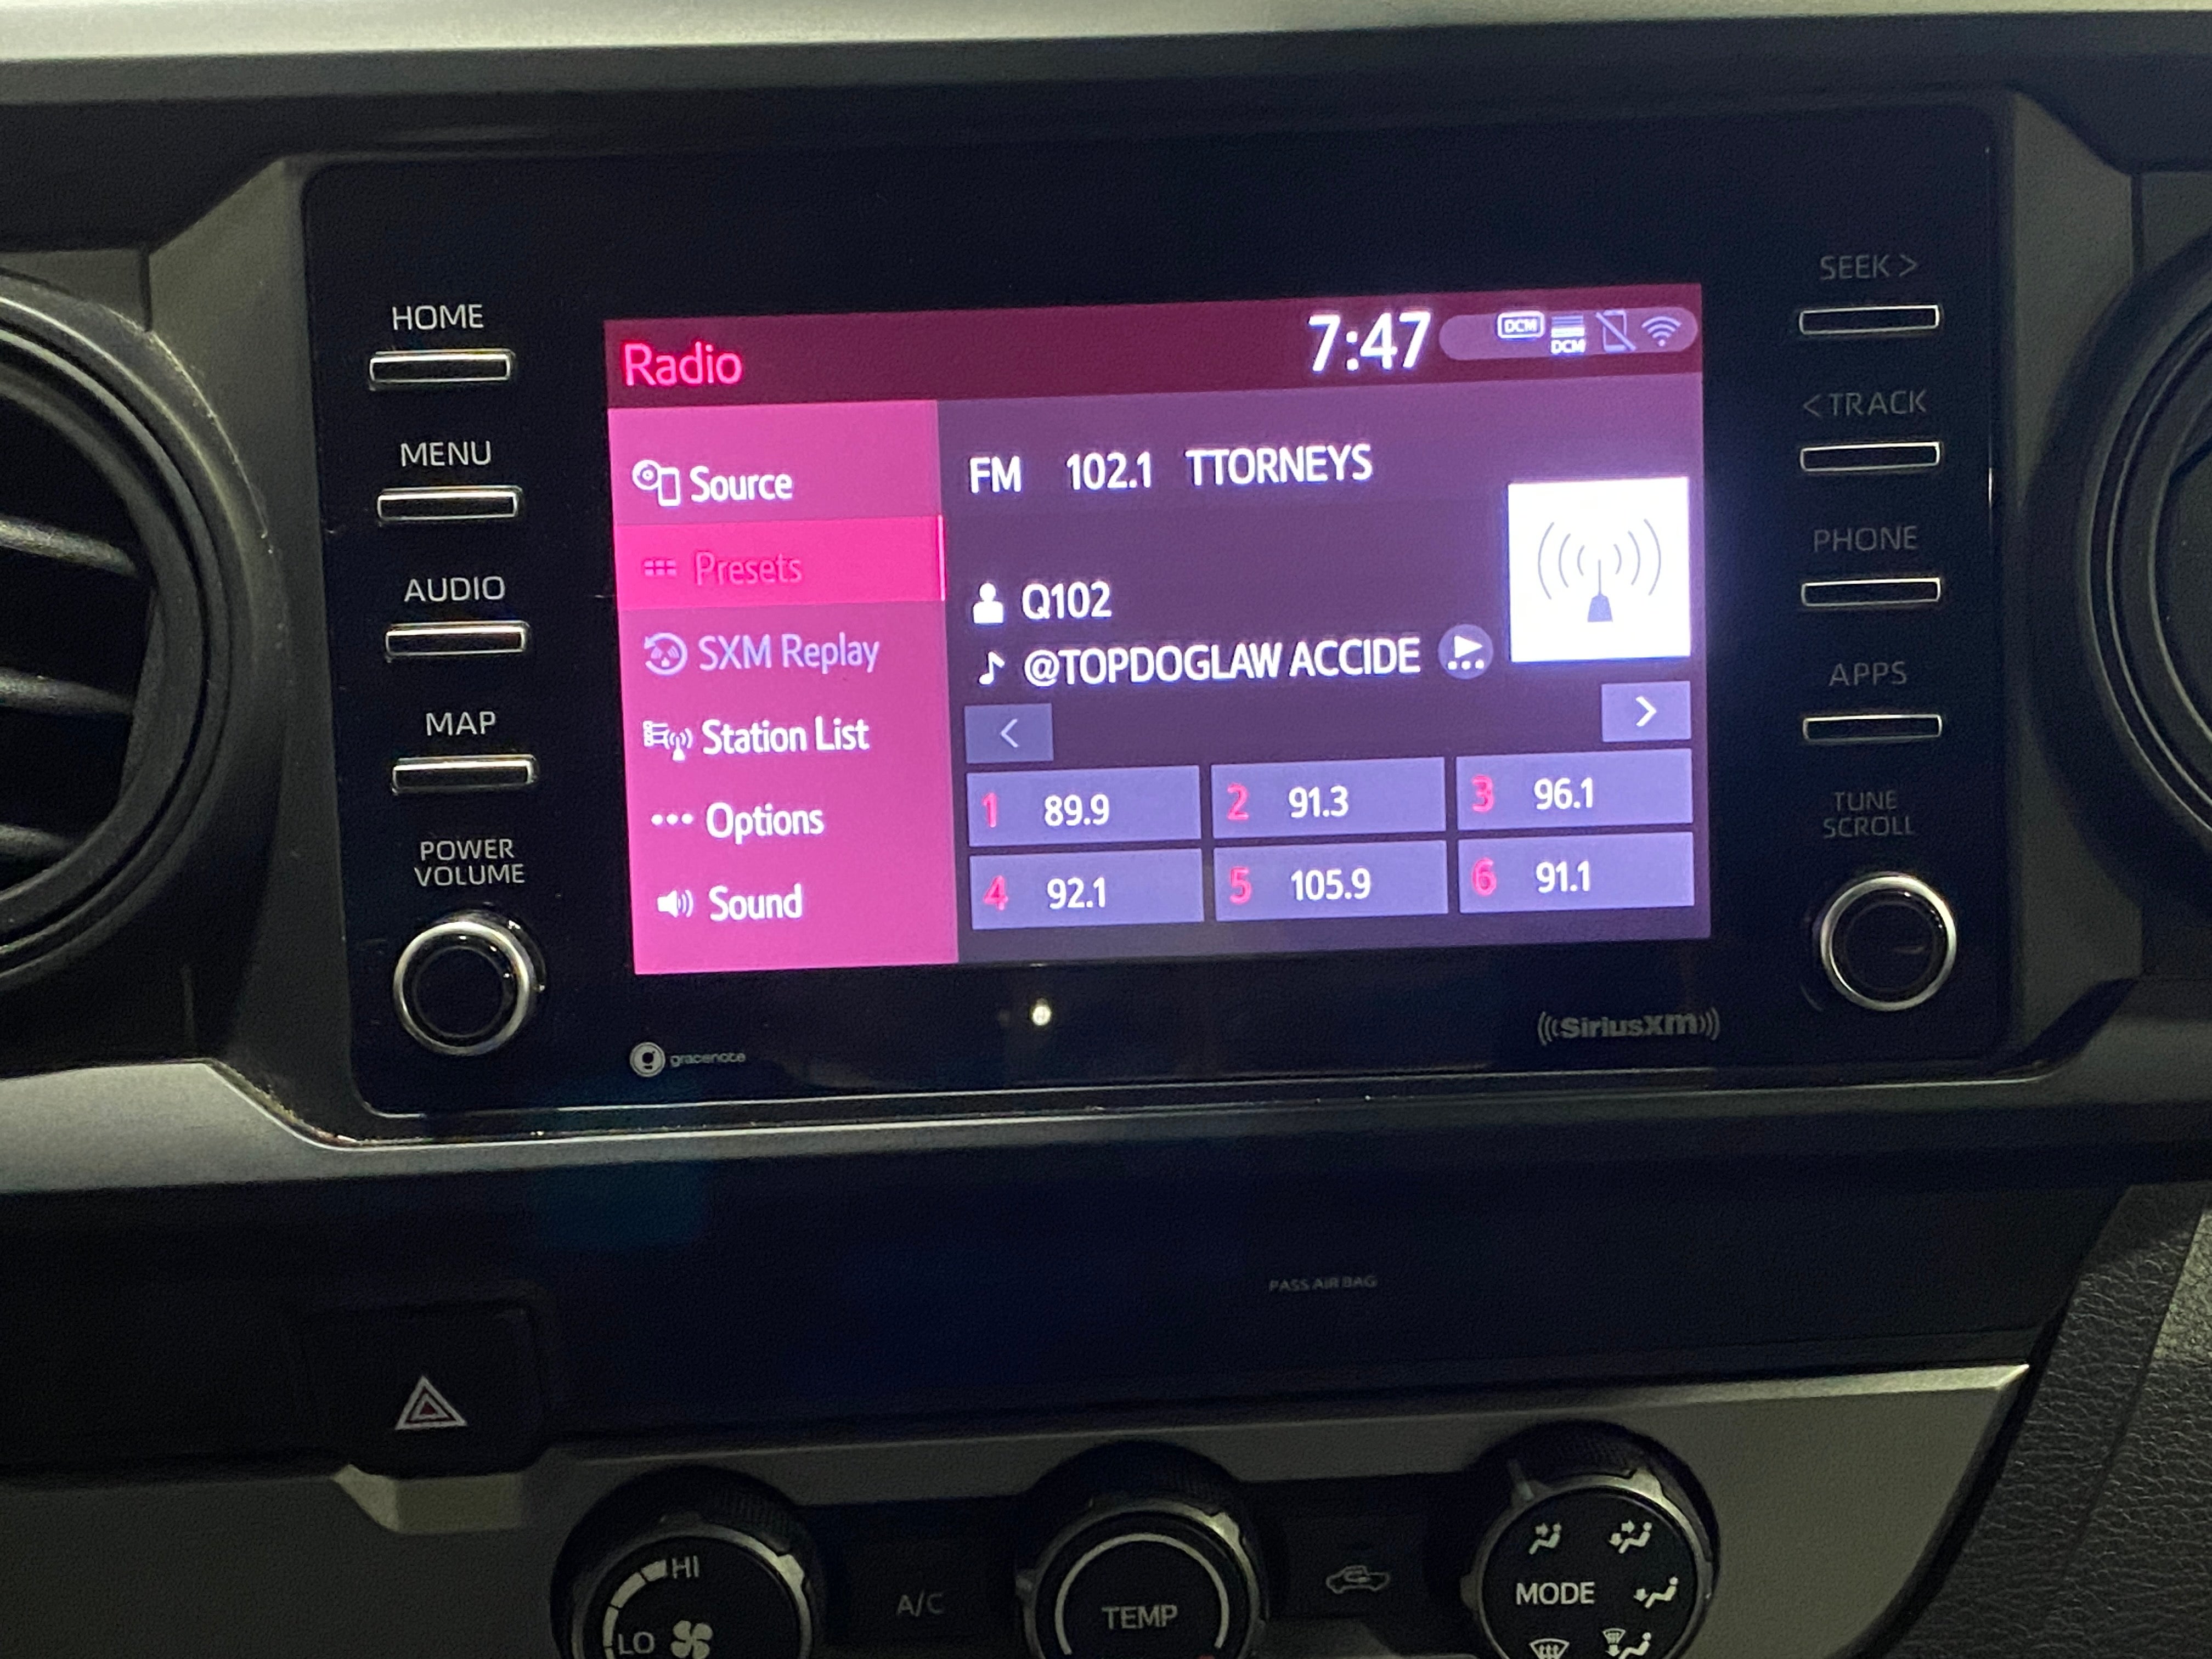 HOME
MENU
AUDIO
MAP
POWER
VOLUME
Radio
7:47
DCM
DCM
Source
Presets
SXM Replay
Station List
Options
Sound
FM 102.1 TTORNEYS
Q102
@TOPDOGLAW ACCIDE
<
>
1 89.9
2 91.3
3 96.1
4 92.1
5 105.9
6 91.1
SEEK >
< TRACK
PHONE
APPS
TUNE
SCROLL
g gracenote
((SiriusXm))
PASS AIR BAG
HI
LO
A/C
TEMP
MODE